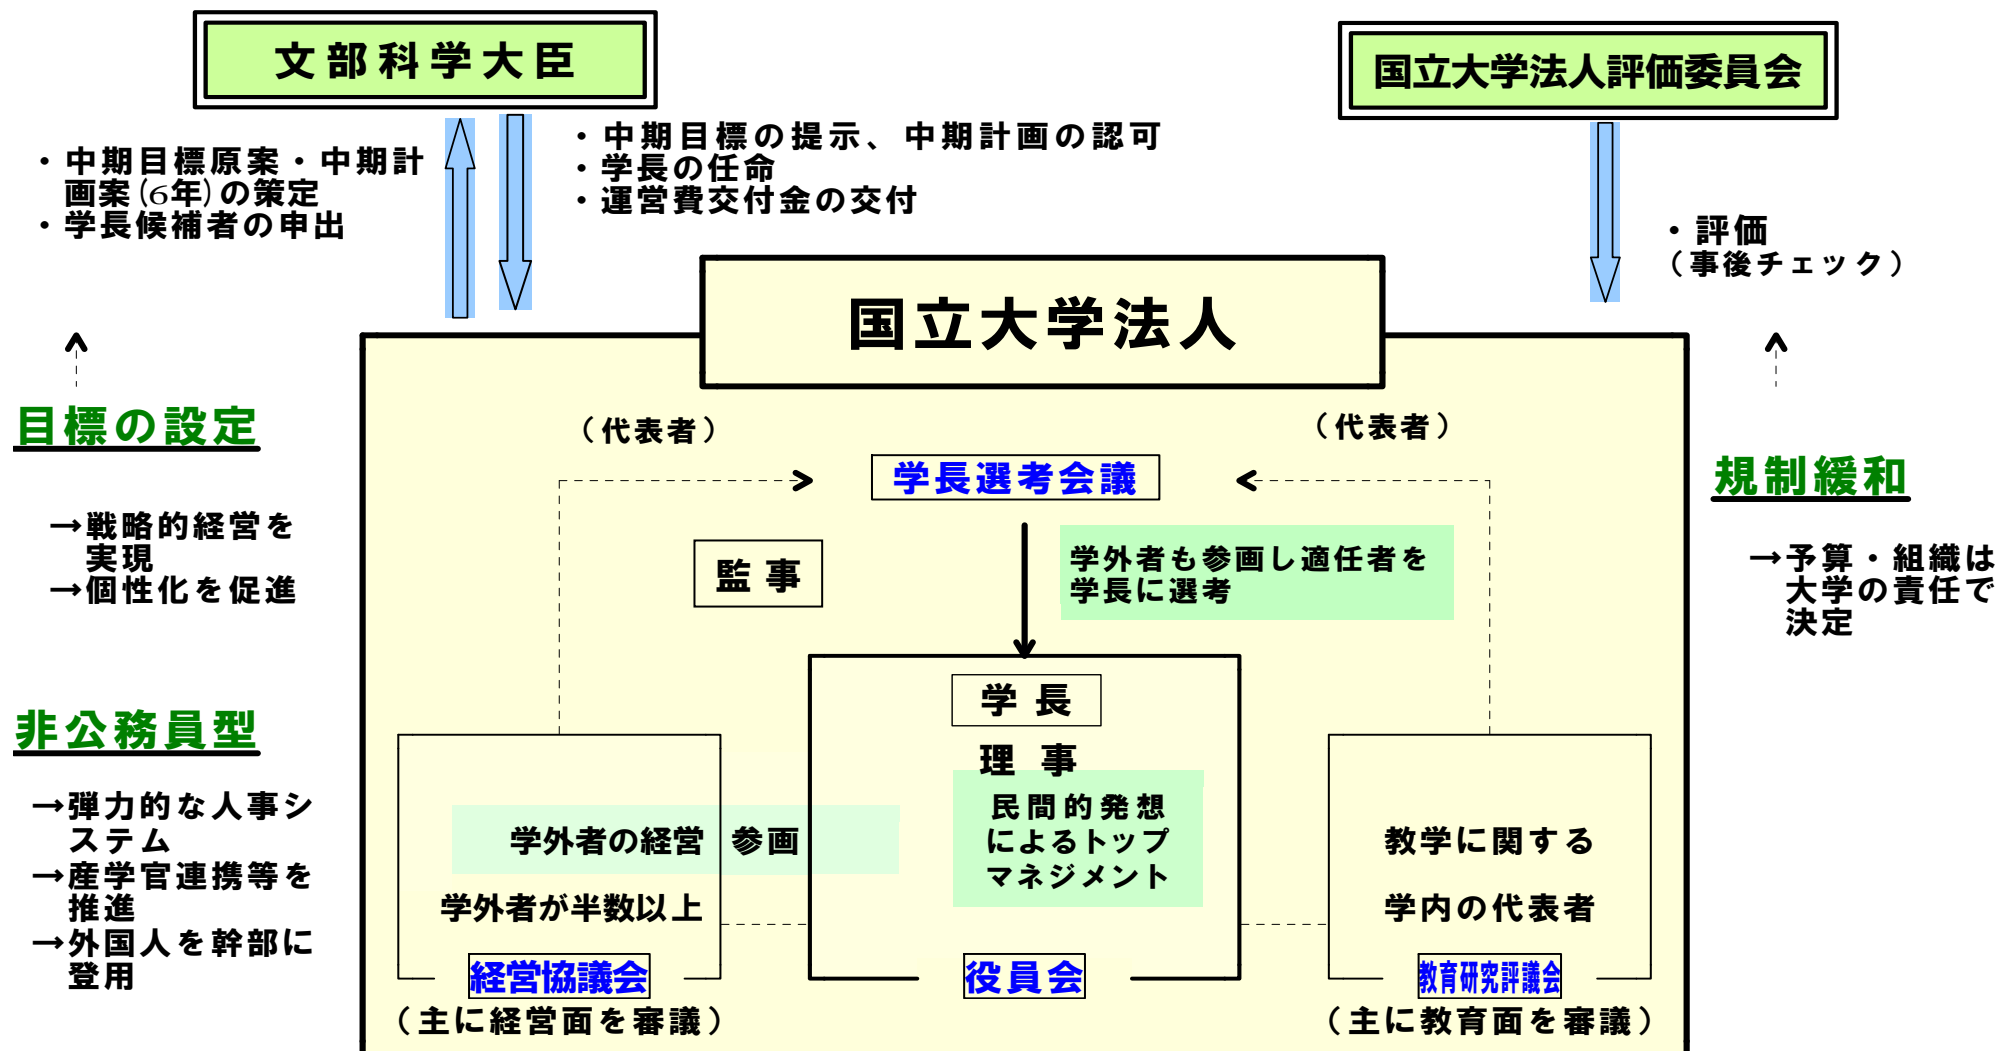 文部科学大臣
国立大学法人評価委員会
・中期目標原案・中期計
画案(6年)の策定
・学長候補者の申出
・中期目標の提示、中期計画の認可
・学長の任命
・運営費交付金の交付
・評価
（事後チェック）
国立大学法人
目標の設定
→戦略的経営を
実現
→個性化を促進
非公務員型
→弾力的な人事シ
ステム
→産学官連携等を
推進
→外国人を幹部に
登用
（代表者）
（代表者）
学長選考会議
監事
学外者も参画し適任者を
学長に選考
学長
理事
民間的発想
によるトップ
マネジメント
役員会
学外者の経営 参画
学外者が半数以上
経営協議会
（主に経営面を審議）
教学に関する
学内の代表者
教育研究評議会
（主に教育面を審議）
規制緩和
→予算・組織は
大学の責任で
決定